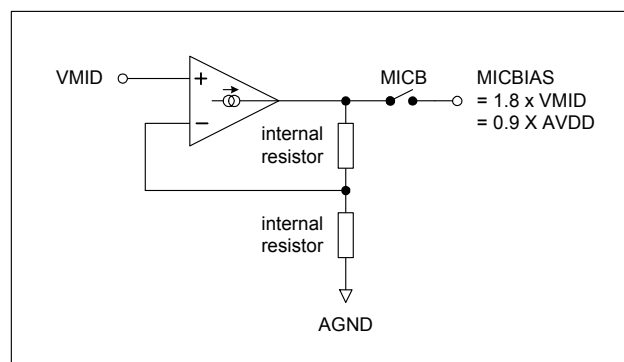 VMID
+
−
MICB
MICBIAS
= 1.8 x VMID
= 0.9 X AVDD
internal
resistor
internal
resistor
AGND